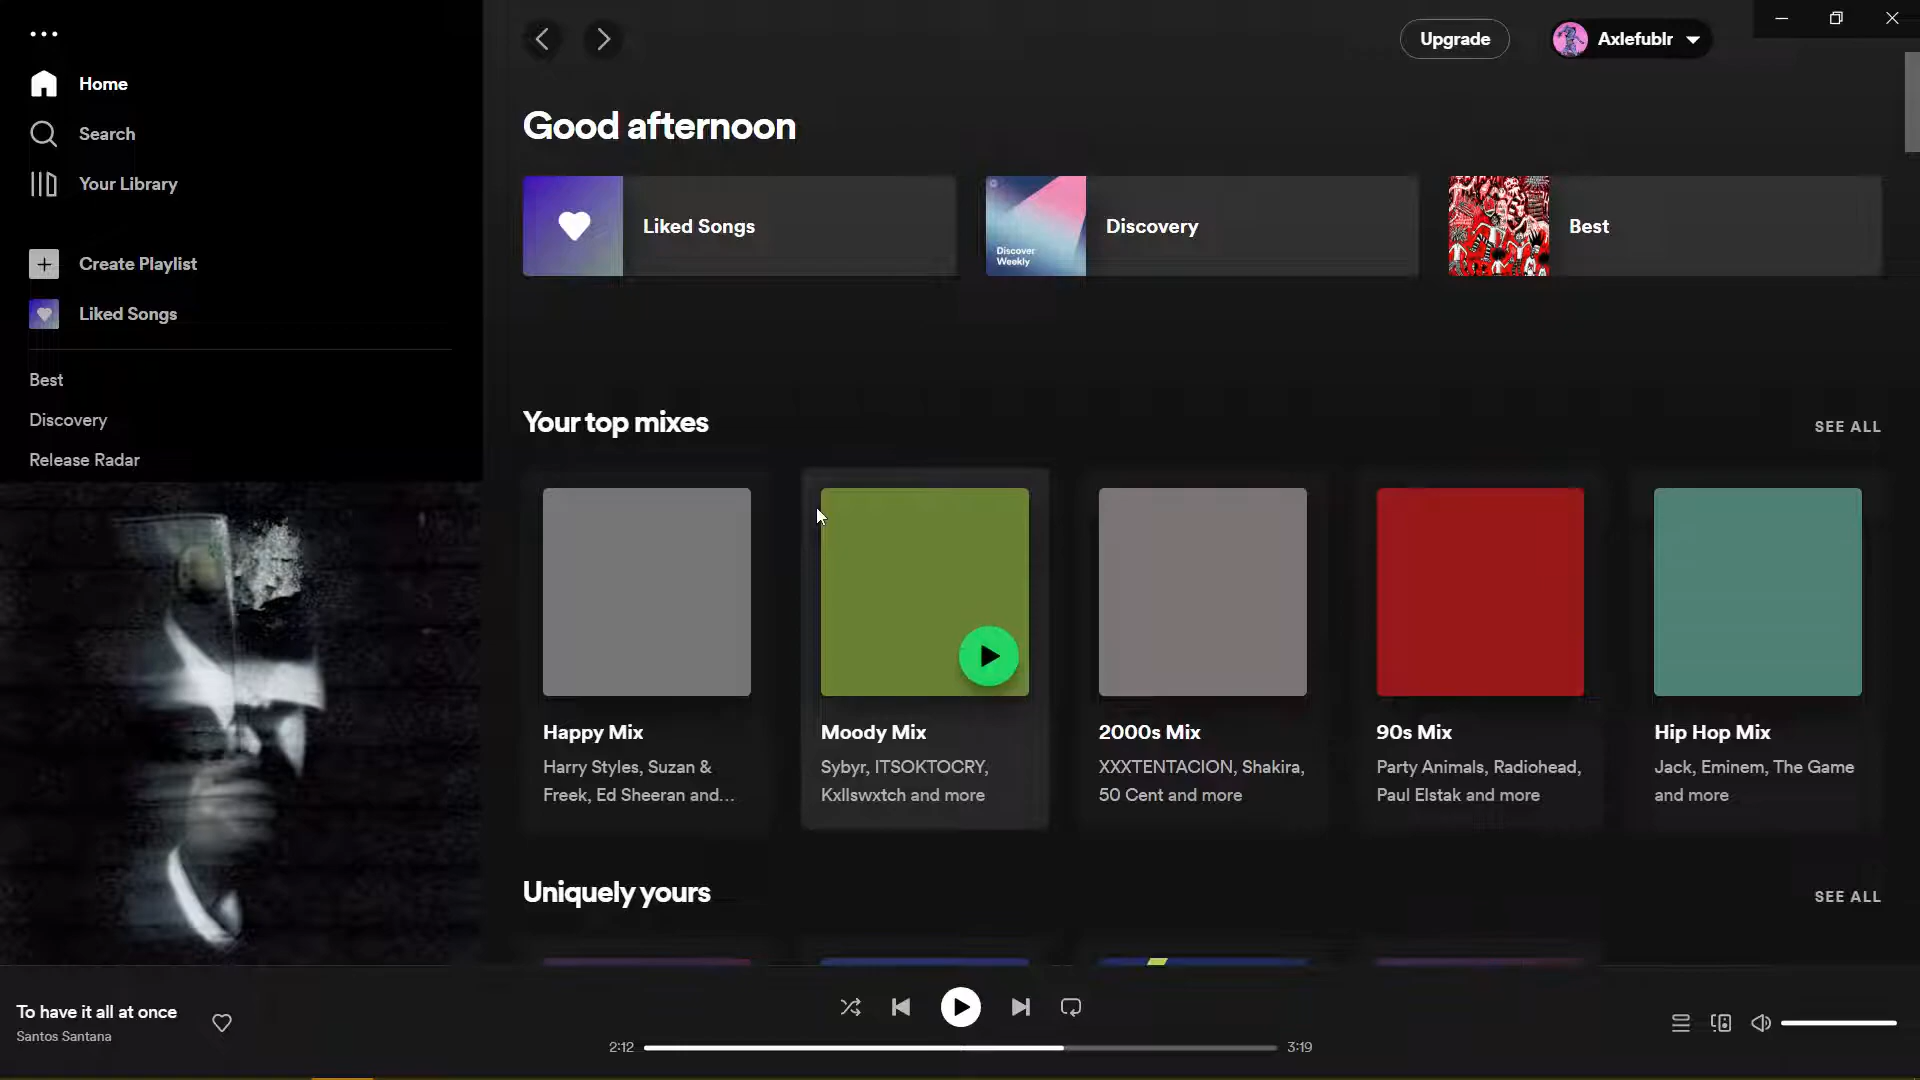 Home
Search
Your Library
Create Playlist
Liked Songs
Best
Discovery
Release Radar
Upgrade
Axlefublr
Good afternoon
Liked Songs
Discover
Weekly
Discovery
Best
Your top mixes
SEE ALL
Happy Mix
Harry Styles, Suzan &
Freek, Ed Sheeran and...
Moody Mix
Sybyr, ITSOKTOCRY,
Kxllswxtch and more
2000s Mix
XXXTENTACION, Shakira,
50 Cent and more
90s Mix
Party Animals, Radiohead,
Paul Elstak and more
Hip Hop Mix
Jack, Eminem, The Game
and more
Uniquely yours
SEE ALL
To have it all at once
Santos Santana
2:12
3:19